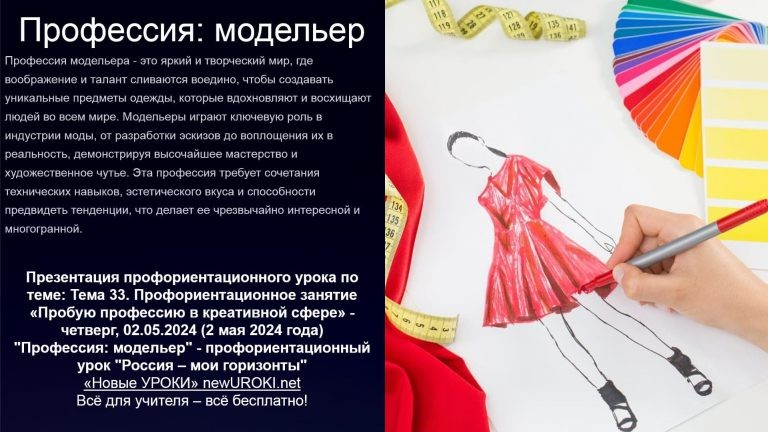 Профессия: модельер
Профессия модельера - это яркий и творческий мир, где
воображение и талант сливаются воедино, чтобы создавать
уникальные предметы одежды, которые вдохновляют и восхищают
людей во всем мире. Модельеры играют ключевую роль в
индустрии моды, от разработки эскизов до воплощения их в
реальность, демонстрируя высочайшее мастерство и
художественное чутье. Эта профессия требует сочетания
технических навыков, эстетического вкуса и способности
предвидеть тенденции, что делает ее чрезвычайно интересной и
многогранной.
Презентация профориентационного урока по
теме: Тема 33. Профориентационное занятие
«Пробую профессию в креативной сфере» -
четверг, 02.05.2024 (2 мая 2024 года)
"Профессия: модельер" - профориентационный
урок "Россия – мои горизонты"
«Новые УРОКИ» newUROKI.net
Всё для учителя – всё бесплатно!